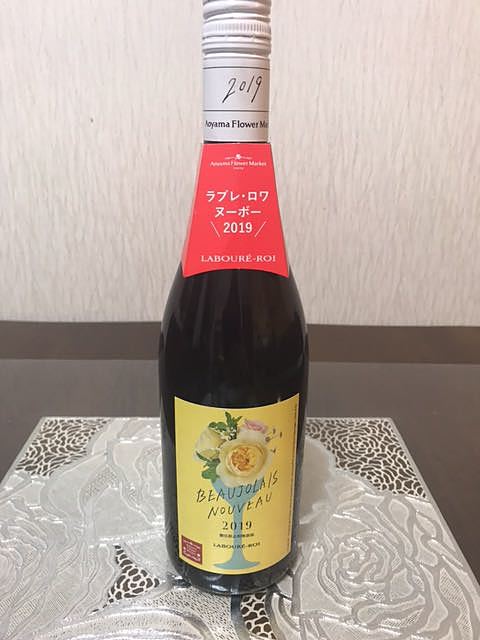 2019
Aoyama Flower Mar
Aoyama Flower Market
ラブレ・ロワ
ヌーボー
2019
LABOURÉ-ROI
BEAUJOLAIS
NOUVEAU
2019
LABOURÉ-ROI